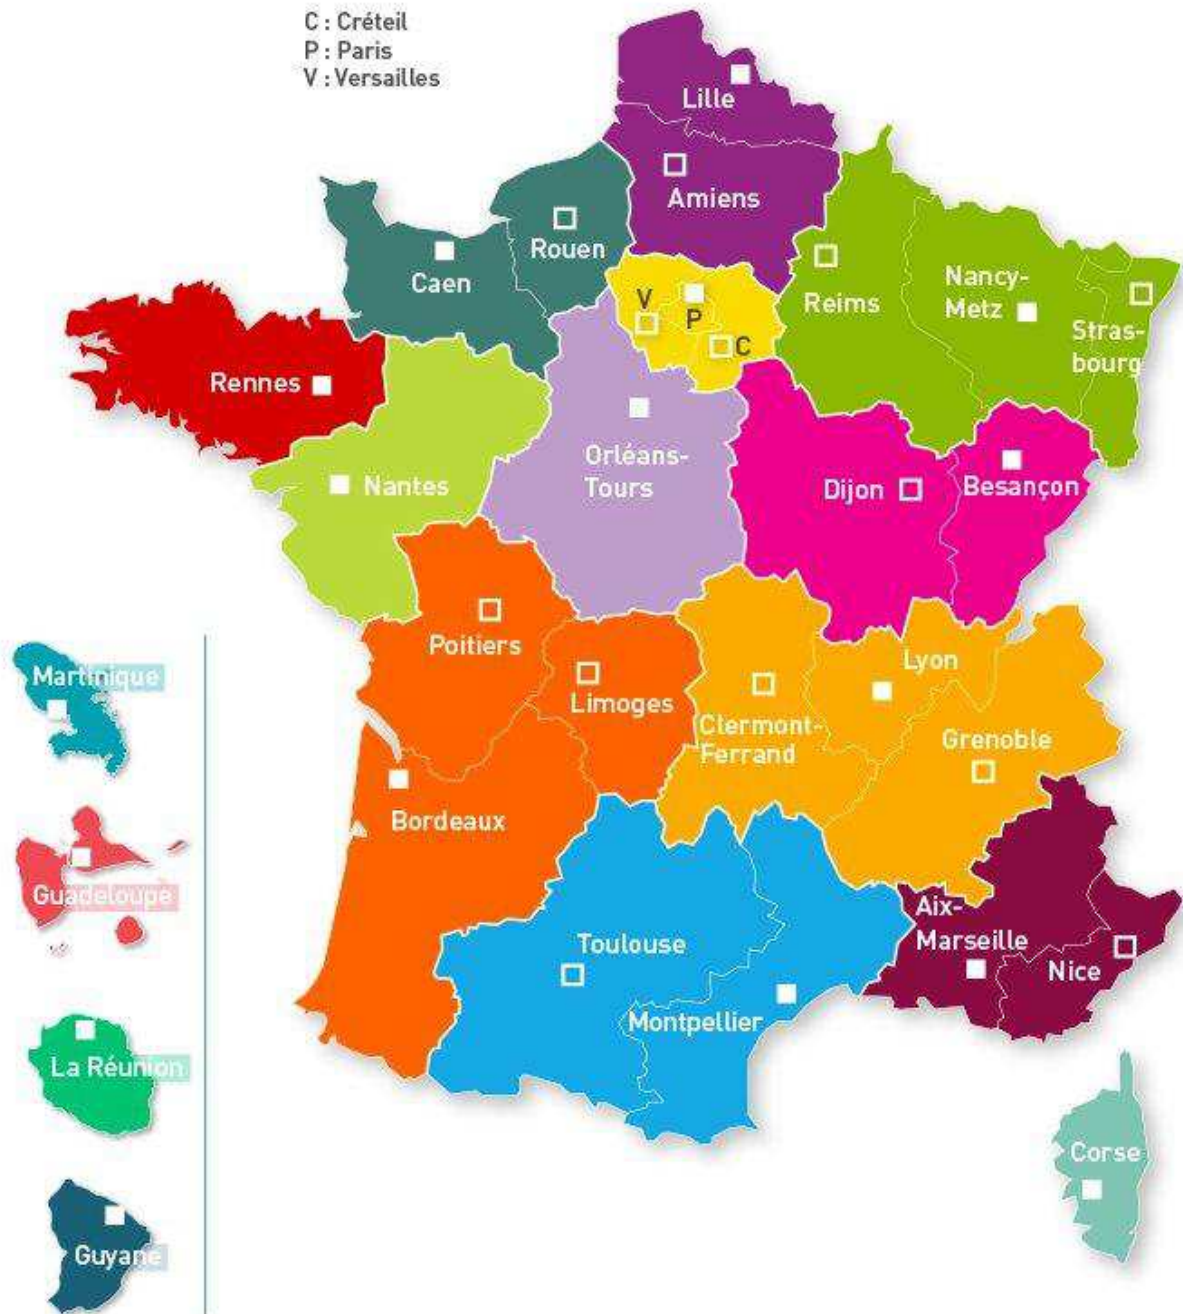 C : Créteil
P : Paris
V : Versailles
Lille
Amiens
Rouen
Caen
V
P
C
Reims
Nancy-
Metz
Stras-
bourg
Rennes
Nantes
Orléans-
Tours
Dijon
Besançon
Poitiers
Limoges
Clermont-
Ferrand
Lyon
Grenoble
Bordeaux
Toulouse
Montpellier
Aix-
Marseille
Nice
Corse
Martinique
Guadeloupe
La Réunion
Guyane